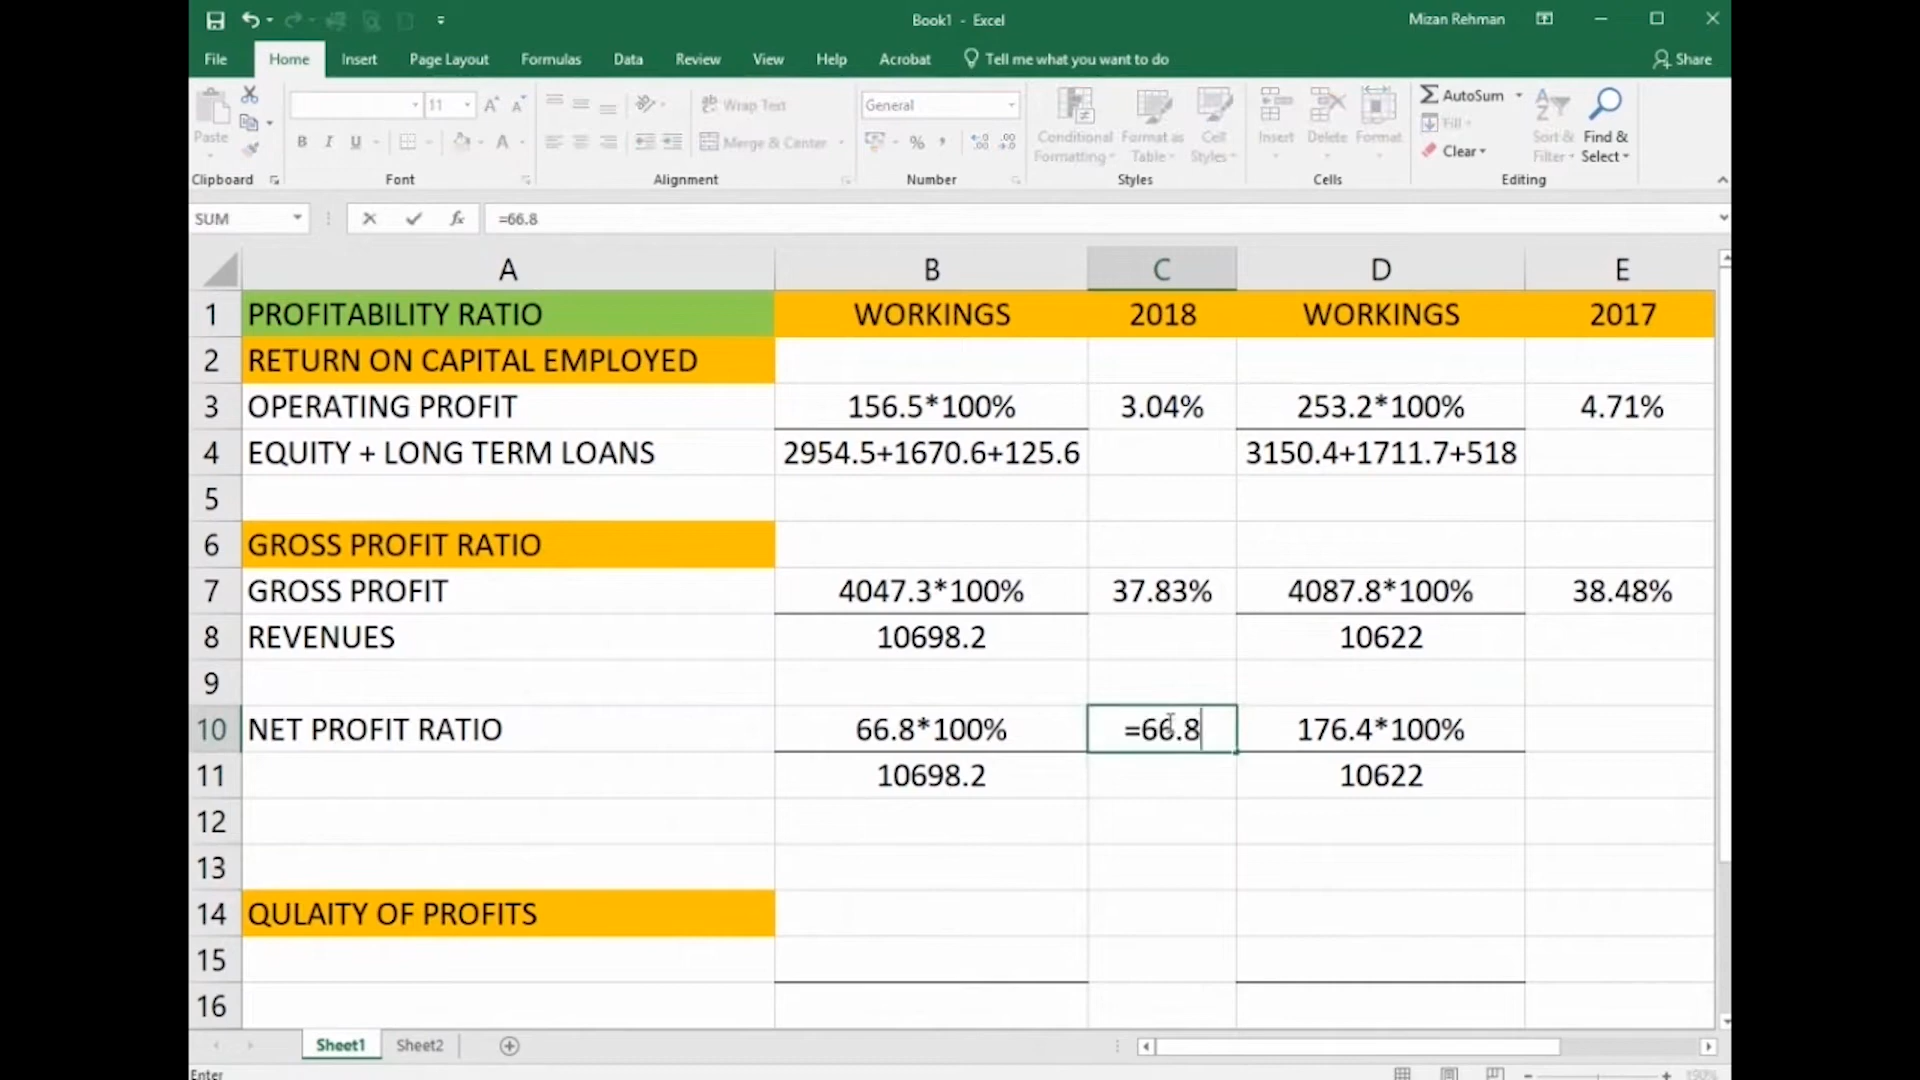 Book1 - Excel
Mizan Rehman
File Home Insert Page Layout Formulas Data Review View Help Acrobat Tell me what you want to do Share
Paste
11
Wrap Text
Merge & Center
General
Conditional Formatting
Format as Table
Cell Styles
Insert
Delete
Format
AutoSum
Fill
Clear
Sort & Filter
Find & Select
Clipboard Font Alignment Number Styles Cells Editing
SUM fx =66.8
A B C D E
1 PROFITABILITY RATIO WORKINGS 2018 WORKINGS 2017
2 RETURN ON CAPITAL EMPLOYED
3 OPERATING PROFIT 156.5*100% 3.04% 253.2*100% 4.71%
4 EQUITY + LONG TERM LOANS 2954.5+1670.6+125.6 3150.4+1711.7+518
5
6 GROSS PROFIT RATIO
7 GROSS PROFIT 4047.3*100% 37.83% 4087.8*100% 38.48%
8 REVENUES 10698.2 10622
9
10 NET PROFIT RATIO 66.8*100% =66.8 176.4*100%
11 10698.2 10622
12
13
14 QULAITY OF PROFITS
15
16
Sheet1 Sheet2
Enter
190%